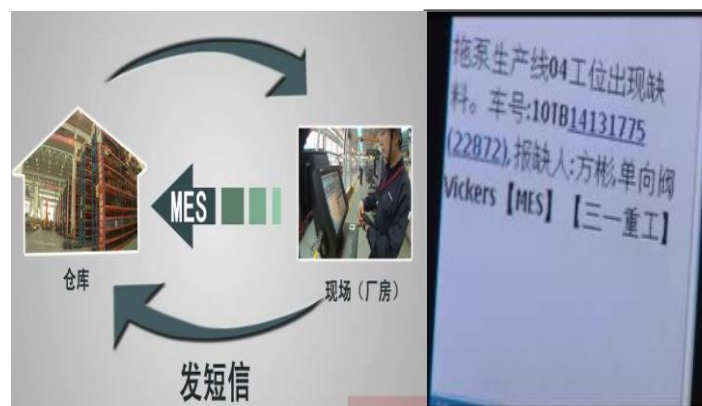 MES
仓库
现场（厂房）
发短信
拖泵生产线04工位出现缺
料。车号:10TB14131775
(22872),报缺人:方彬,单向阀
Vickers【MES】【三一重工】